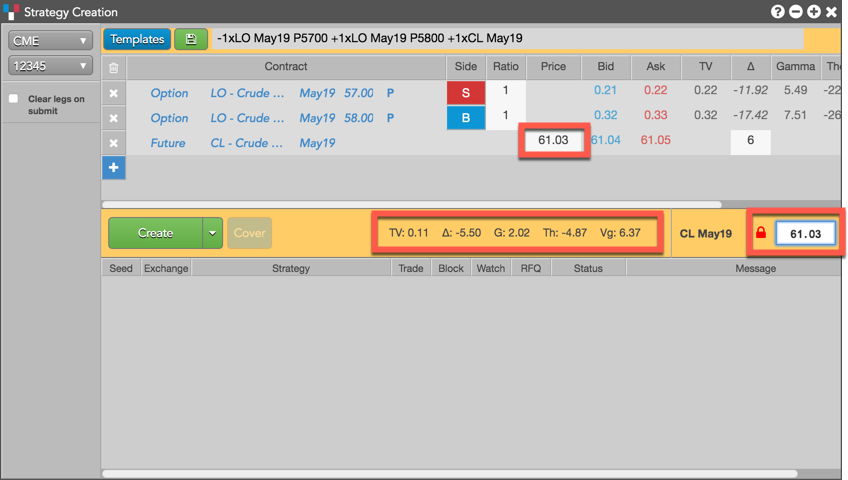 Strategy Creation
CME
Templates
-1xLO May19 P5700 +1xLO May19 P5800 +1xCL May19
12345
Contract Side Ratio Price Bid Ask TV Δ Gamma The
Clear legs on
submit
Option LO - Crude ... May19 57.00 P S 1 0.21 0.22 0.22 -11.92 5.49 -22
Option LO - Crude ... May19 58.00 P B 1 0.32 0.33 0.32 -17.42 7.51 -26
Future CL - Crude ... May19 61.03 61.04 61.05 6
Create Cover TV: 0.11 Δ: -5.50 G: 2.02 Th: -4.87 Vg: 6.37 CL May19 61.03
Seed Exchange Strategy Trade Block Watch RFQ Status Message